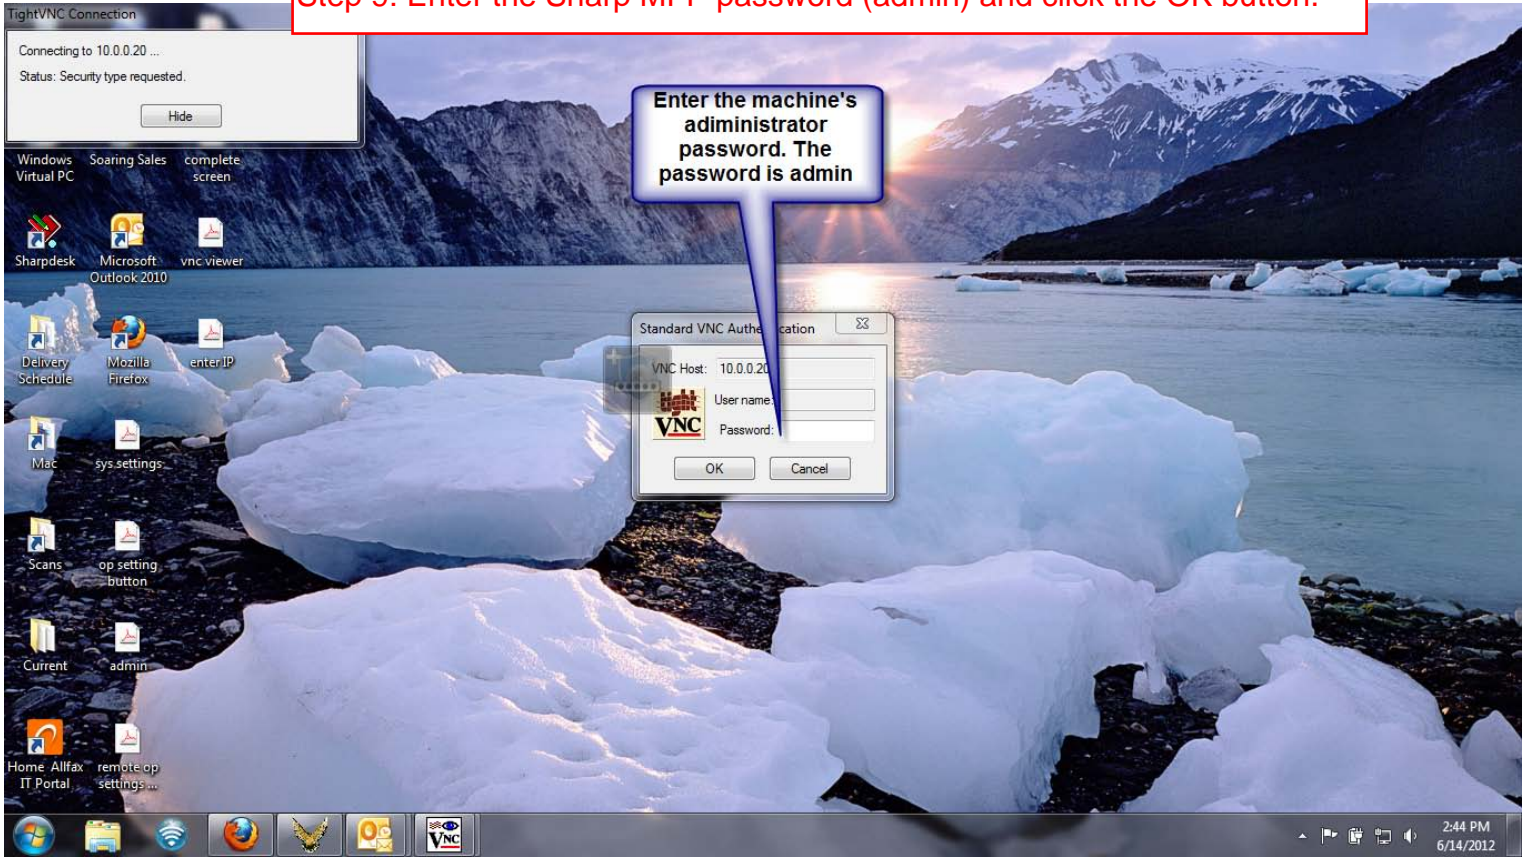 Step 9: Enter the Sharp MFP password (admin) and click the OK button.
TightVNC Connection
Connecting to 10.0.0.20 ...
Status: Security type requested.
Hide
Enter the machine's
adiministrator
password. The
password is admin
Windows
Virtual PC
Soaring Sales
complete
screen
Sharpdesk
Microsoft
Outlook 2010
vnc viewer
Delivery
Schedule
Mozilla
Firefox
enter IP
Mac
sys settings
Scans
op setting
button
Current
admin
Home Allfax
IT Portal
remote op
settings ...
Standard VNC Authentication
VNC Host: 10.0.0.20
User name:
tight
VNC
Password:
OK
Cancel
VNC
2:44 PM
6/14/2012